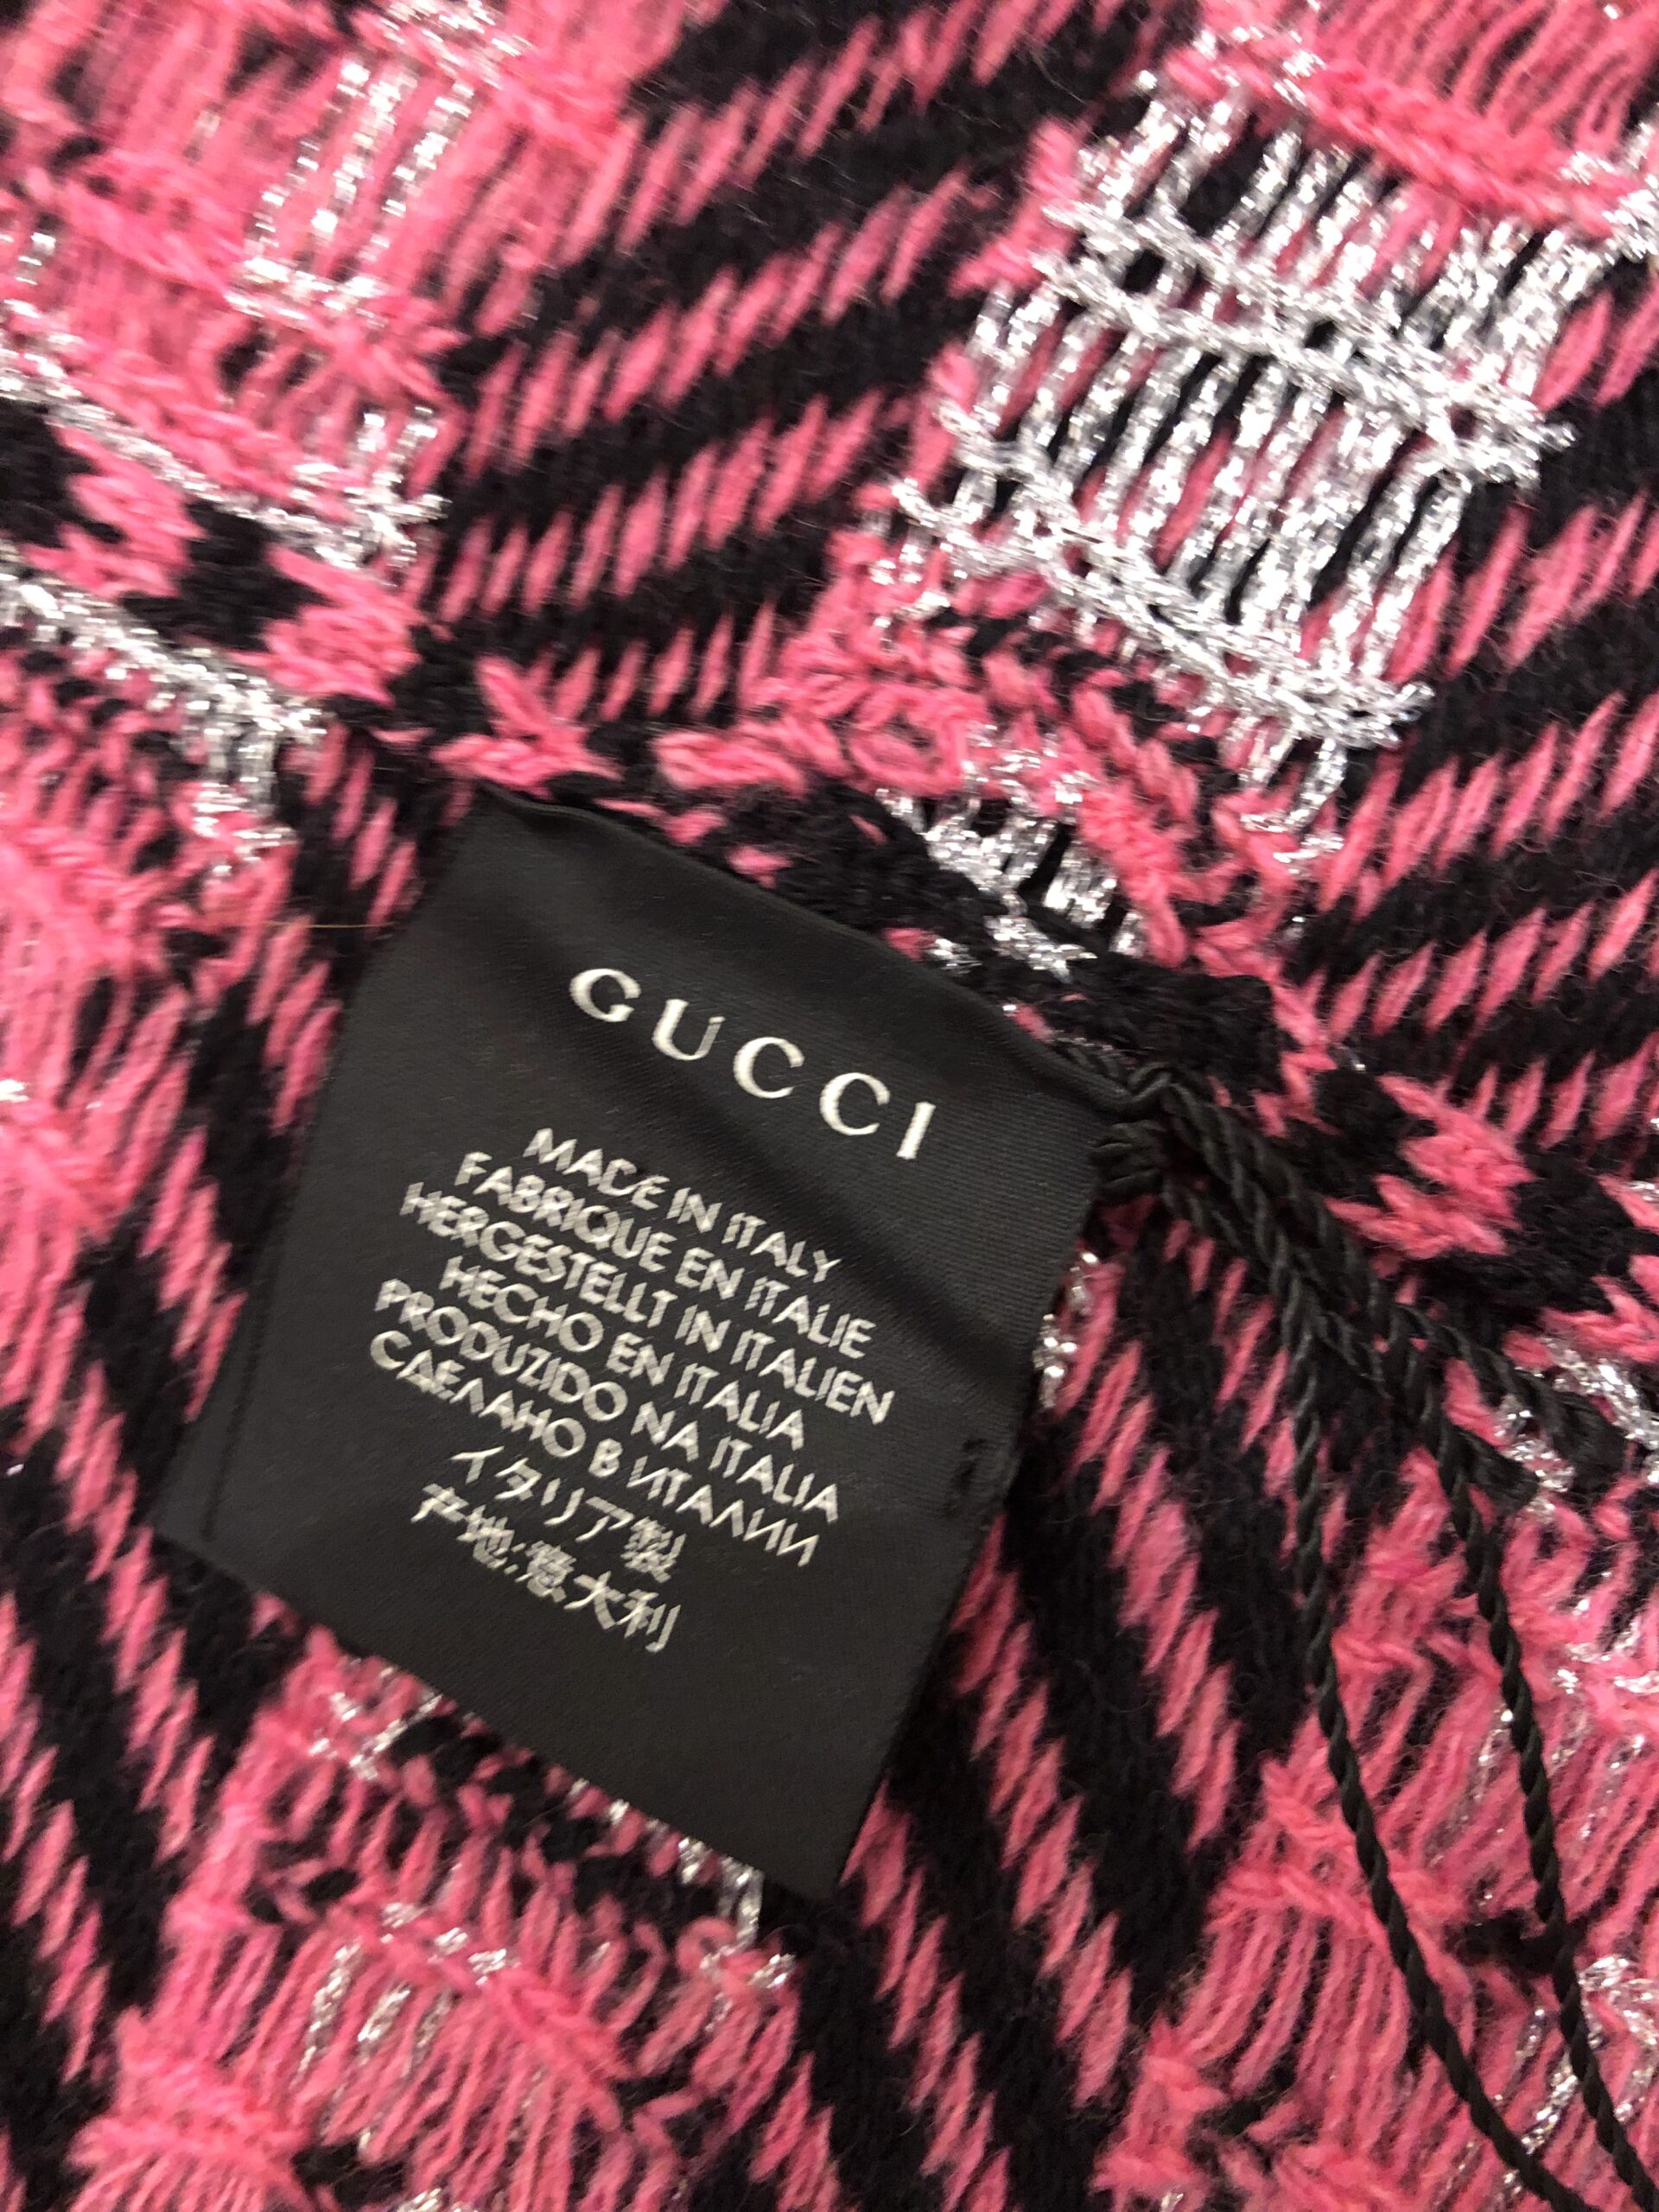 GUCCI
MADE IN ITALY
FABRIQUE EN ITALIE
HERGESTELLT IN ITALIEN
HECHO EN ITALIA
PRODUZIDO NA ITALIA
СДЕЛАНО В ИТАЛИИ
イタリア製
产地:意大利